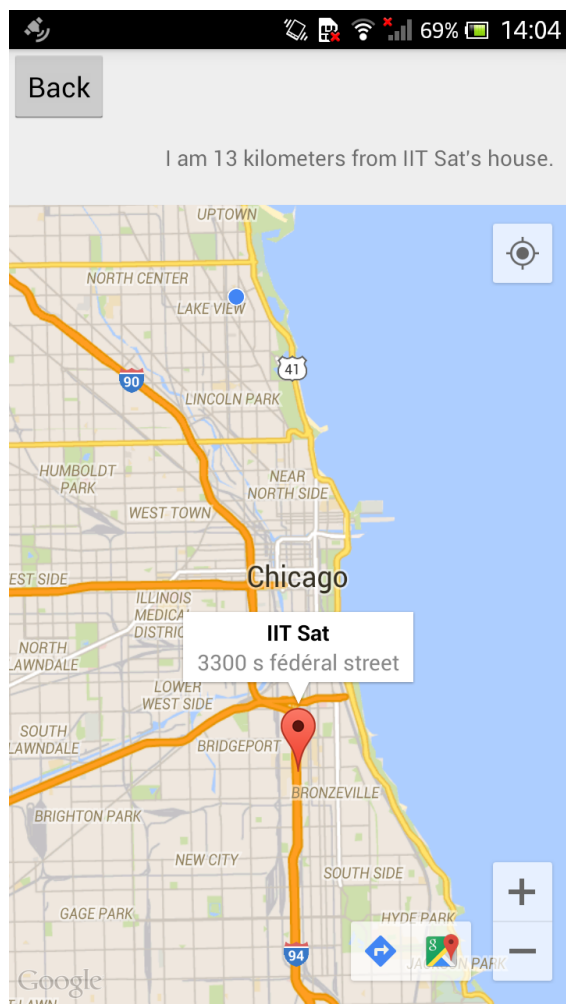 69% 14:04
Back
I am 13 kilometers from IIT Sat's house.
UPTOWN
NORTH CENTER
LAKE VIEW
41
90
LINCOLN PARK
HUMBOLDT
PARK
NEAR
NORTH SIDE
WEST TOWN
EST SIDE
Chicago
ILLINOIS
MEDICA
DISTRIC
IIT Sat
3300 s fédéral street
NORTH
LAWNDALE
LOWER
WEST SIDE
SOUTH
LAWNDALE
BRIDGEPORT
BRONZEVILLE
BRIGHTON PARK
NEW CITY
SOUTH SIDE
GAGE PARK
HYDE PARK
94
8
PARK
Google
T LAWN